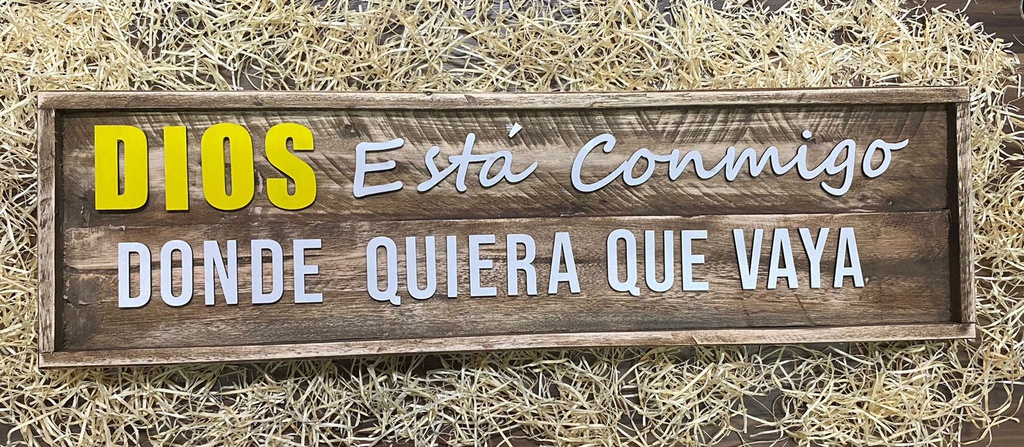 DIOS Está Conmigo
DONDE QUIERA QUE VAYA